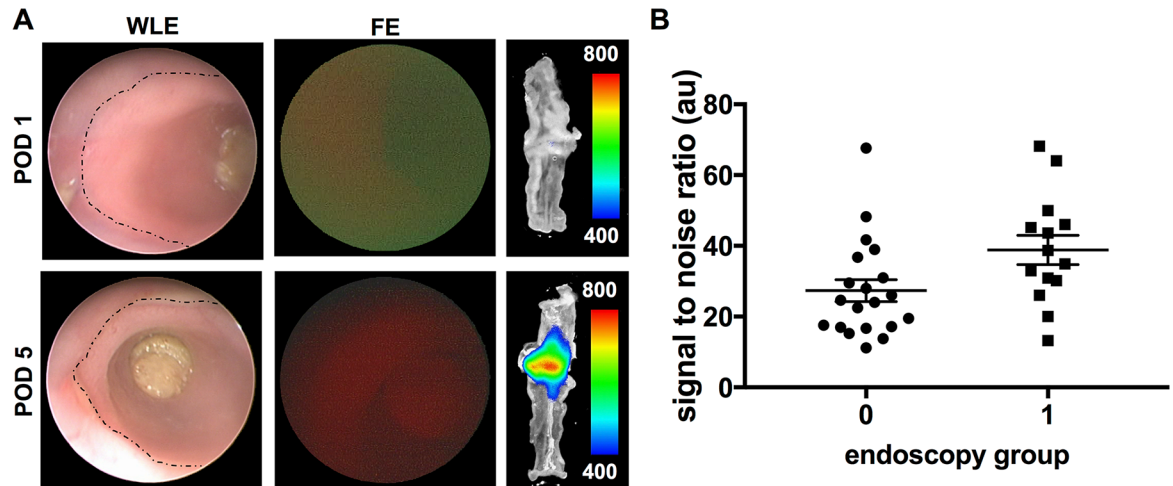 A
WLE
FE
POD 1
800
400
POD 5
800
400
B
signal to noise ratio (au)
80
60
40
20
0
0
1
endoscopy group